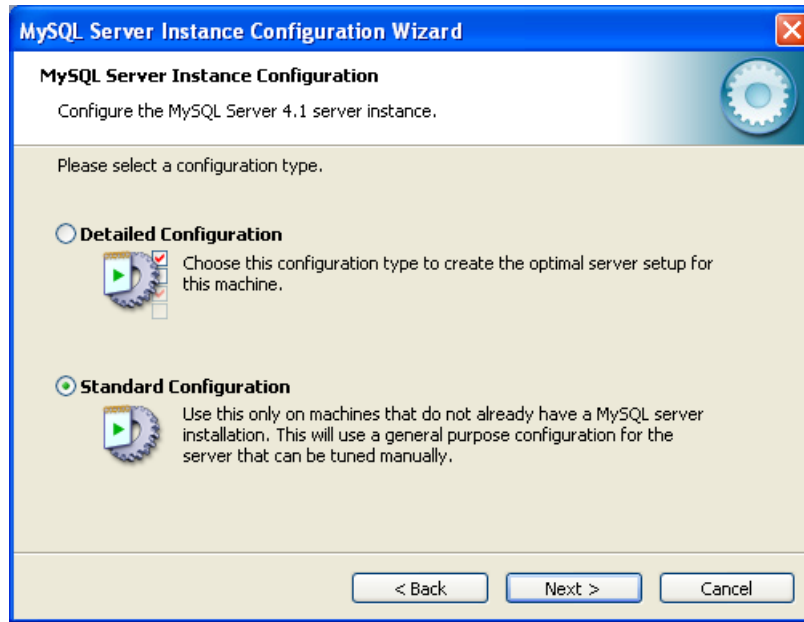 MySQL Server Instance Configuration Wizard
MySQL Server Instance Configuration
Configure the MySQL Server 4.1 server instance.
Please select a configuration type.
Detailed Configuration
Choose this configuration type to create the optimal server setup for
this machine.
Standard Configuration
Use this only on machines that do not already have a MySQL server
installation. This will use a general purpose configuration for the
server that can be tuned manually.
< Back Next > Cancel